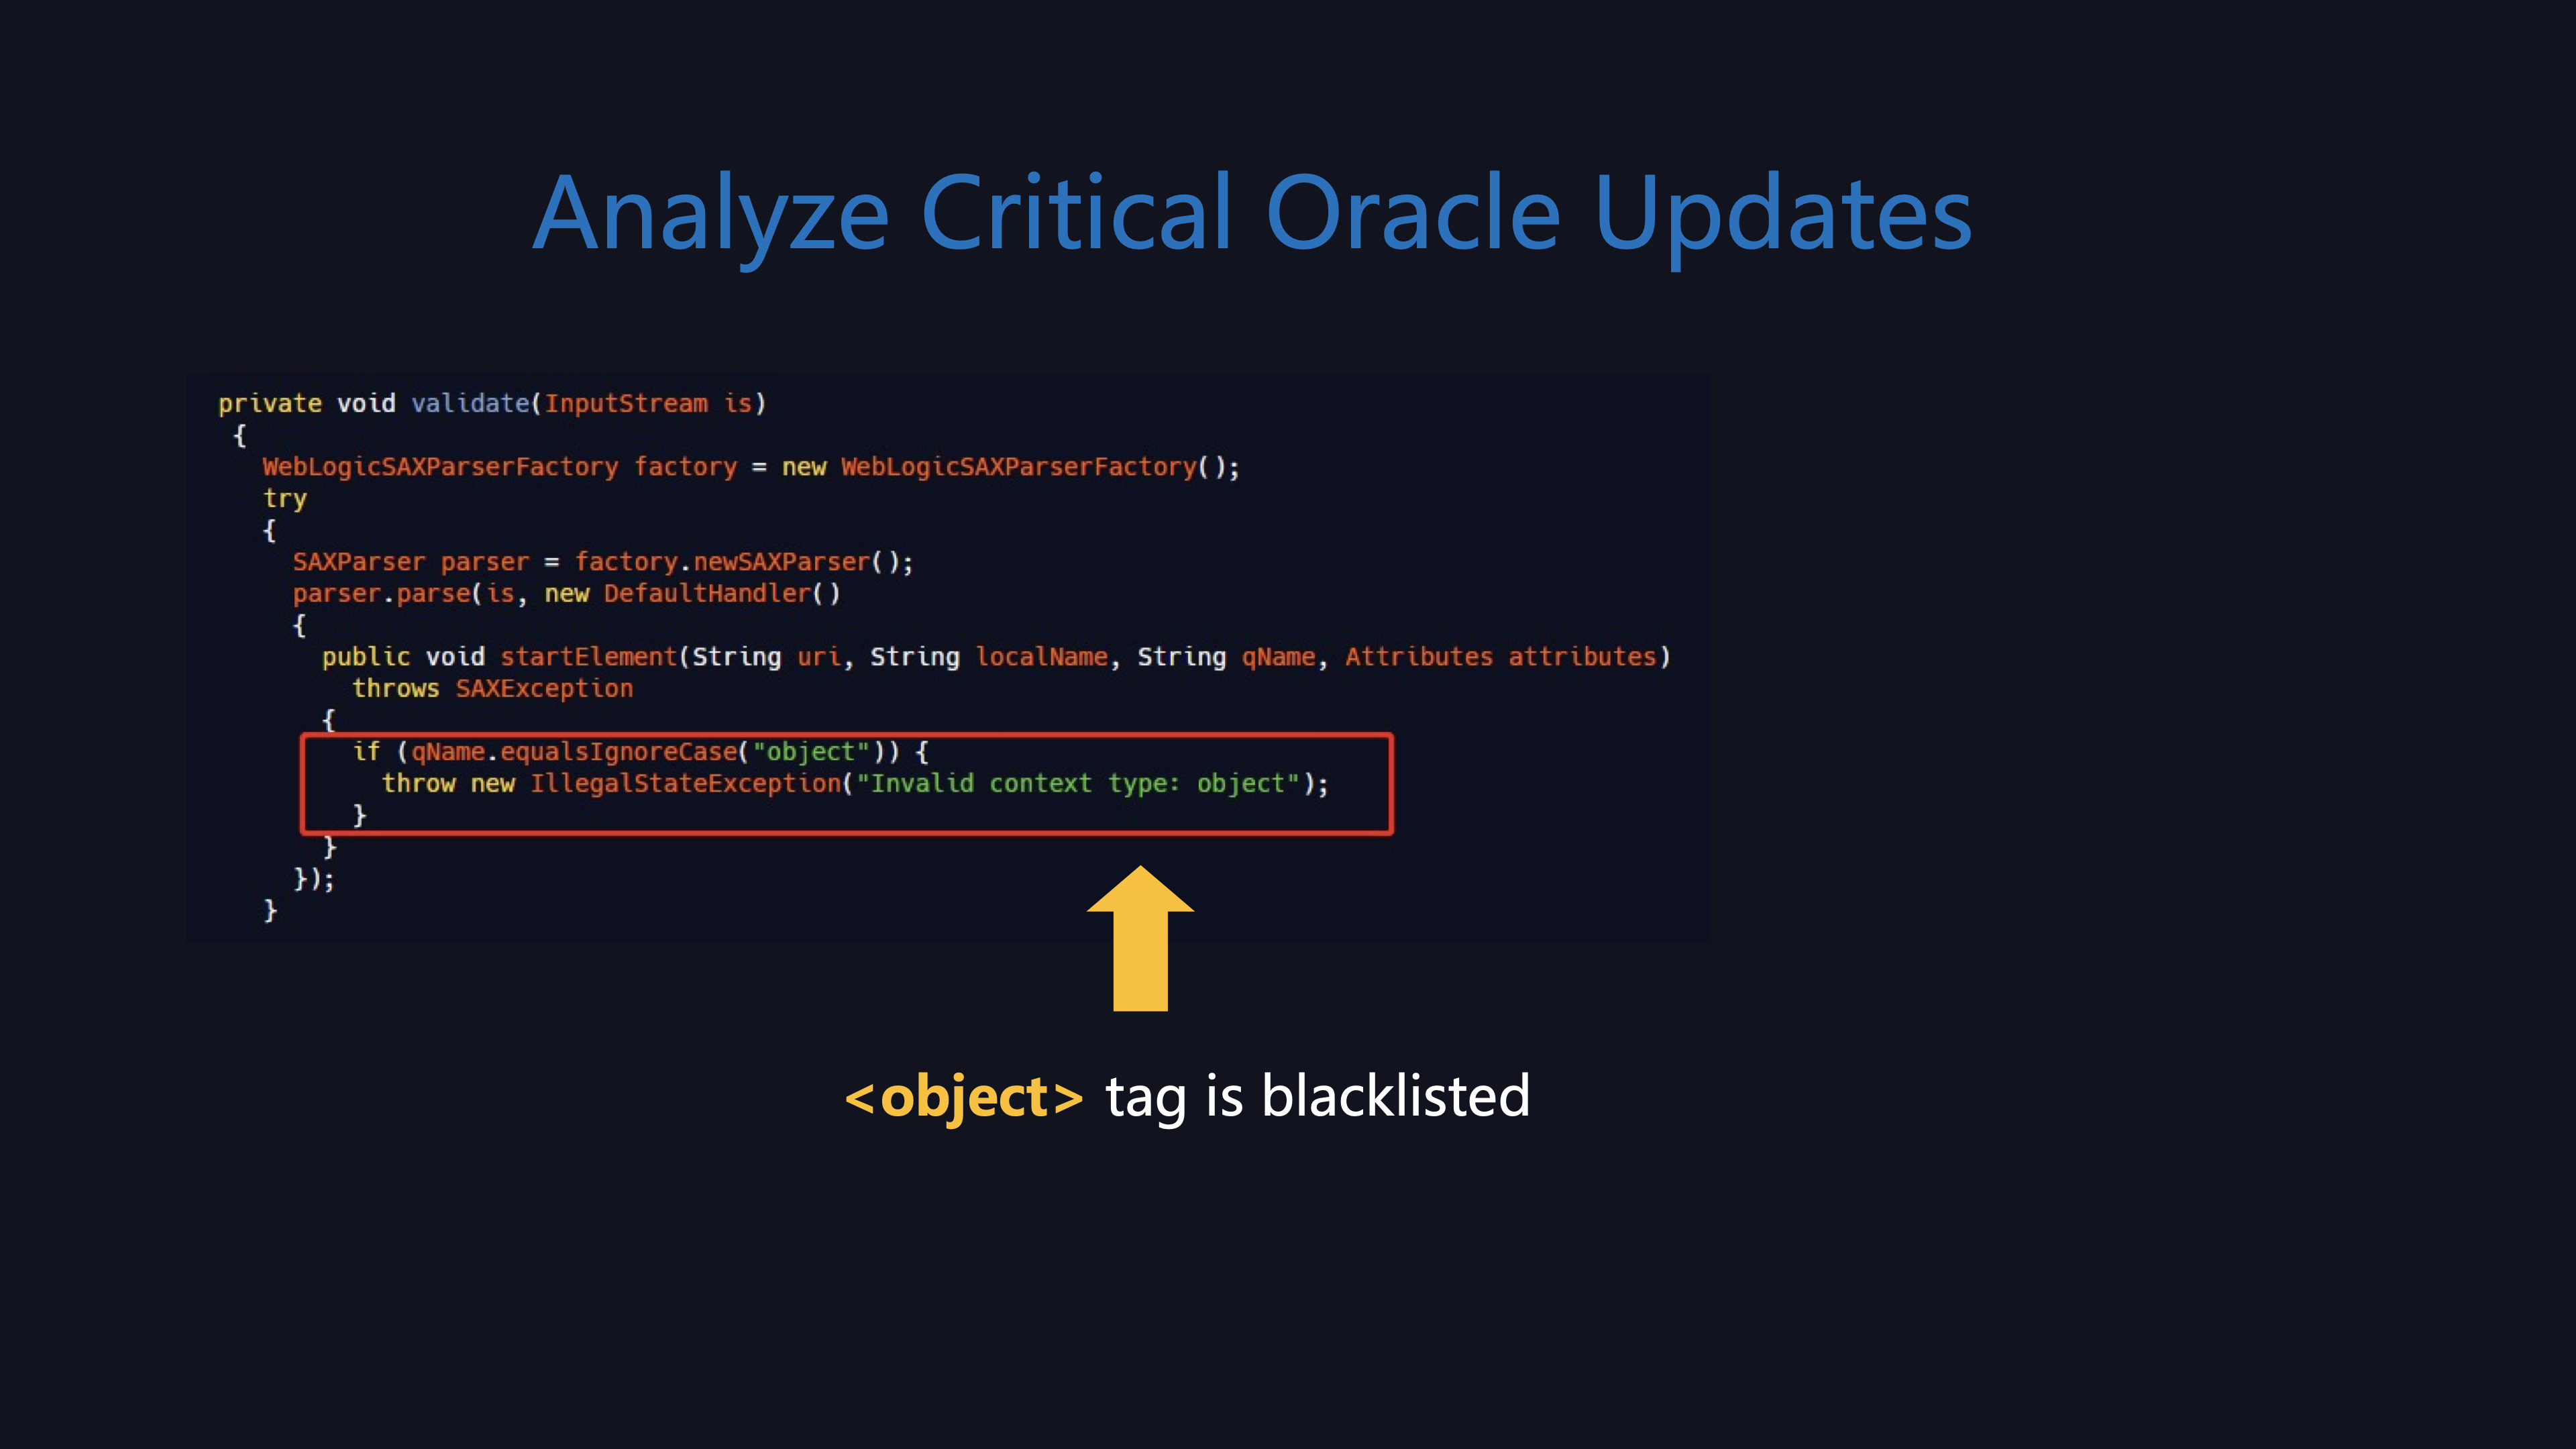 Analyze Critical Oracle Updates
private void validate(InputStream is)
{
WebLogicSAXParserFactory factory = new WebLogicSAXParserFactory();
try
{
SAXParser parser = factory.newSAXParser();
parser.parse(is, new DefaultHandler()
{
public void startElement(String uri, String localName, String qName, Attributes attributes)
throws SAXException
{
if (qName.equalsIgnoreCase("object")) {
throw new IllegalStateException("Invalid context type: object");
}
}
});
}
<object> tag is blacklisted